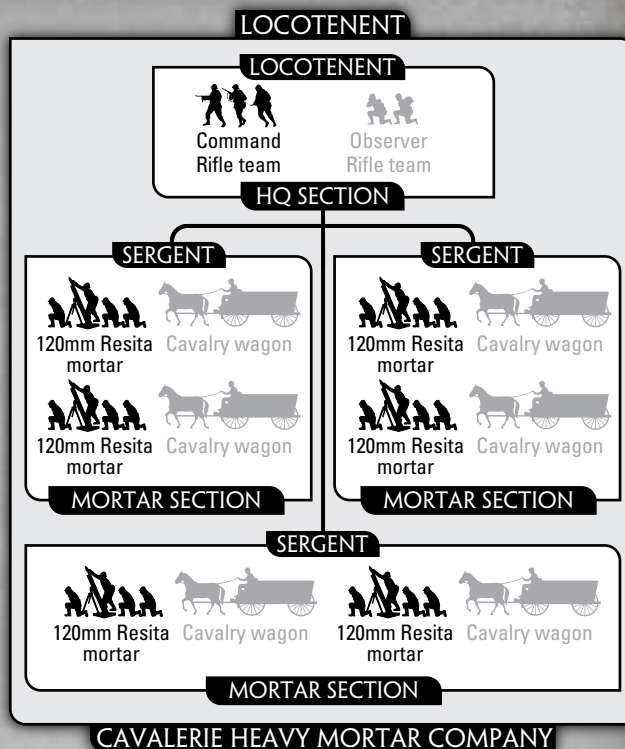 LOCOTENENT
LOCOTENENT
Command
Rifle team
Observer
Rifle team
HQ SECTION
SERGENT
120mm Resita
mortar
Cavalry wagon
120mm Resita
mortar
Cavalry wagon
MORTAR SECTION
SERGENT
120mm Resita
mortar
Cavalry wagon
120mm Resita
mortar
Cavalry wagon
MORTAR SECTION
SERGENT
120mm Resita
mortar
Cavalry wagon
120mm Resita
mortar
Cavalry wagon
MORTAR SECTION
CAVALERIE HEAVY MORTAR COMPANY